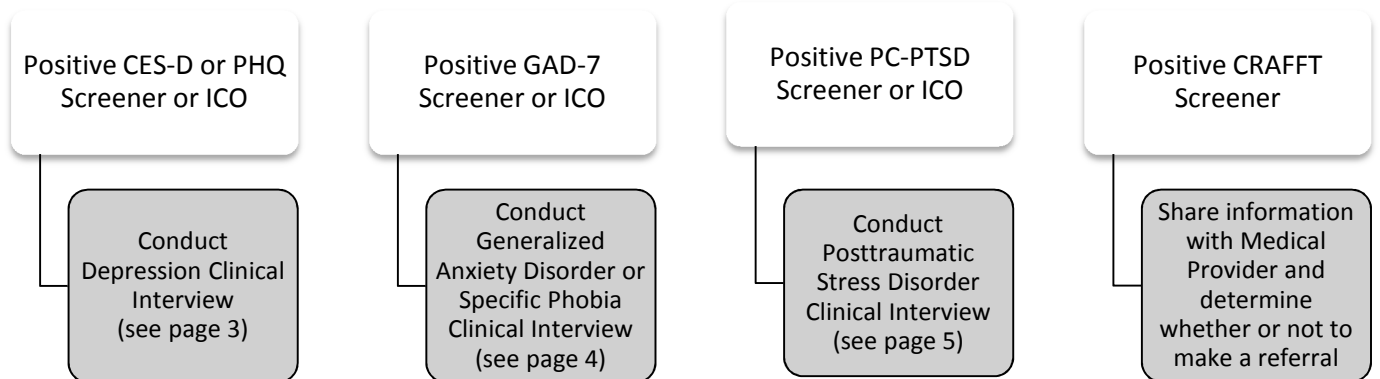 Positive CES-D or PHQ
Screener or ICO
Conduct
Depression Clinical
Interview
(see page 3)
Positive GAD-7
Screener or ICO
Conduct
Generalized
Anxiety Disorder or
Specific Phobia
Clinical Interview
(see page 4)
Positive PC-PTSD
Screener or ICO
Conduct
Posttraumatic
Stress Disorder
Clinical Interview
(see page 5)
Positive CRAFFT
Screener
Share information
with Medical
Provider and
determine
whether or not to
make a referral